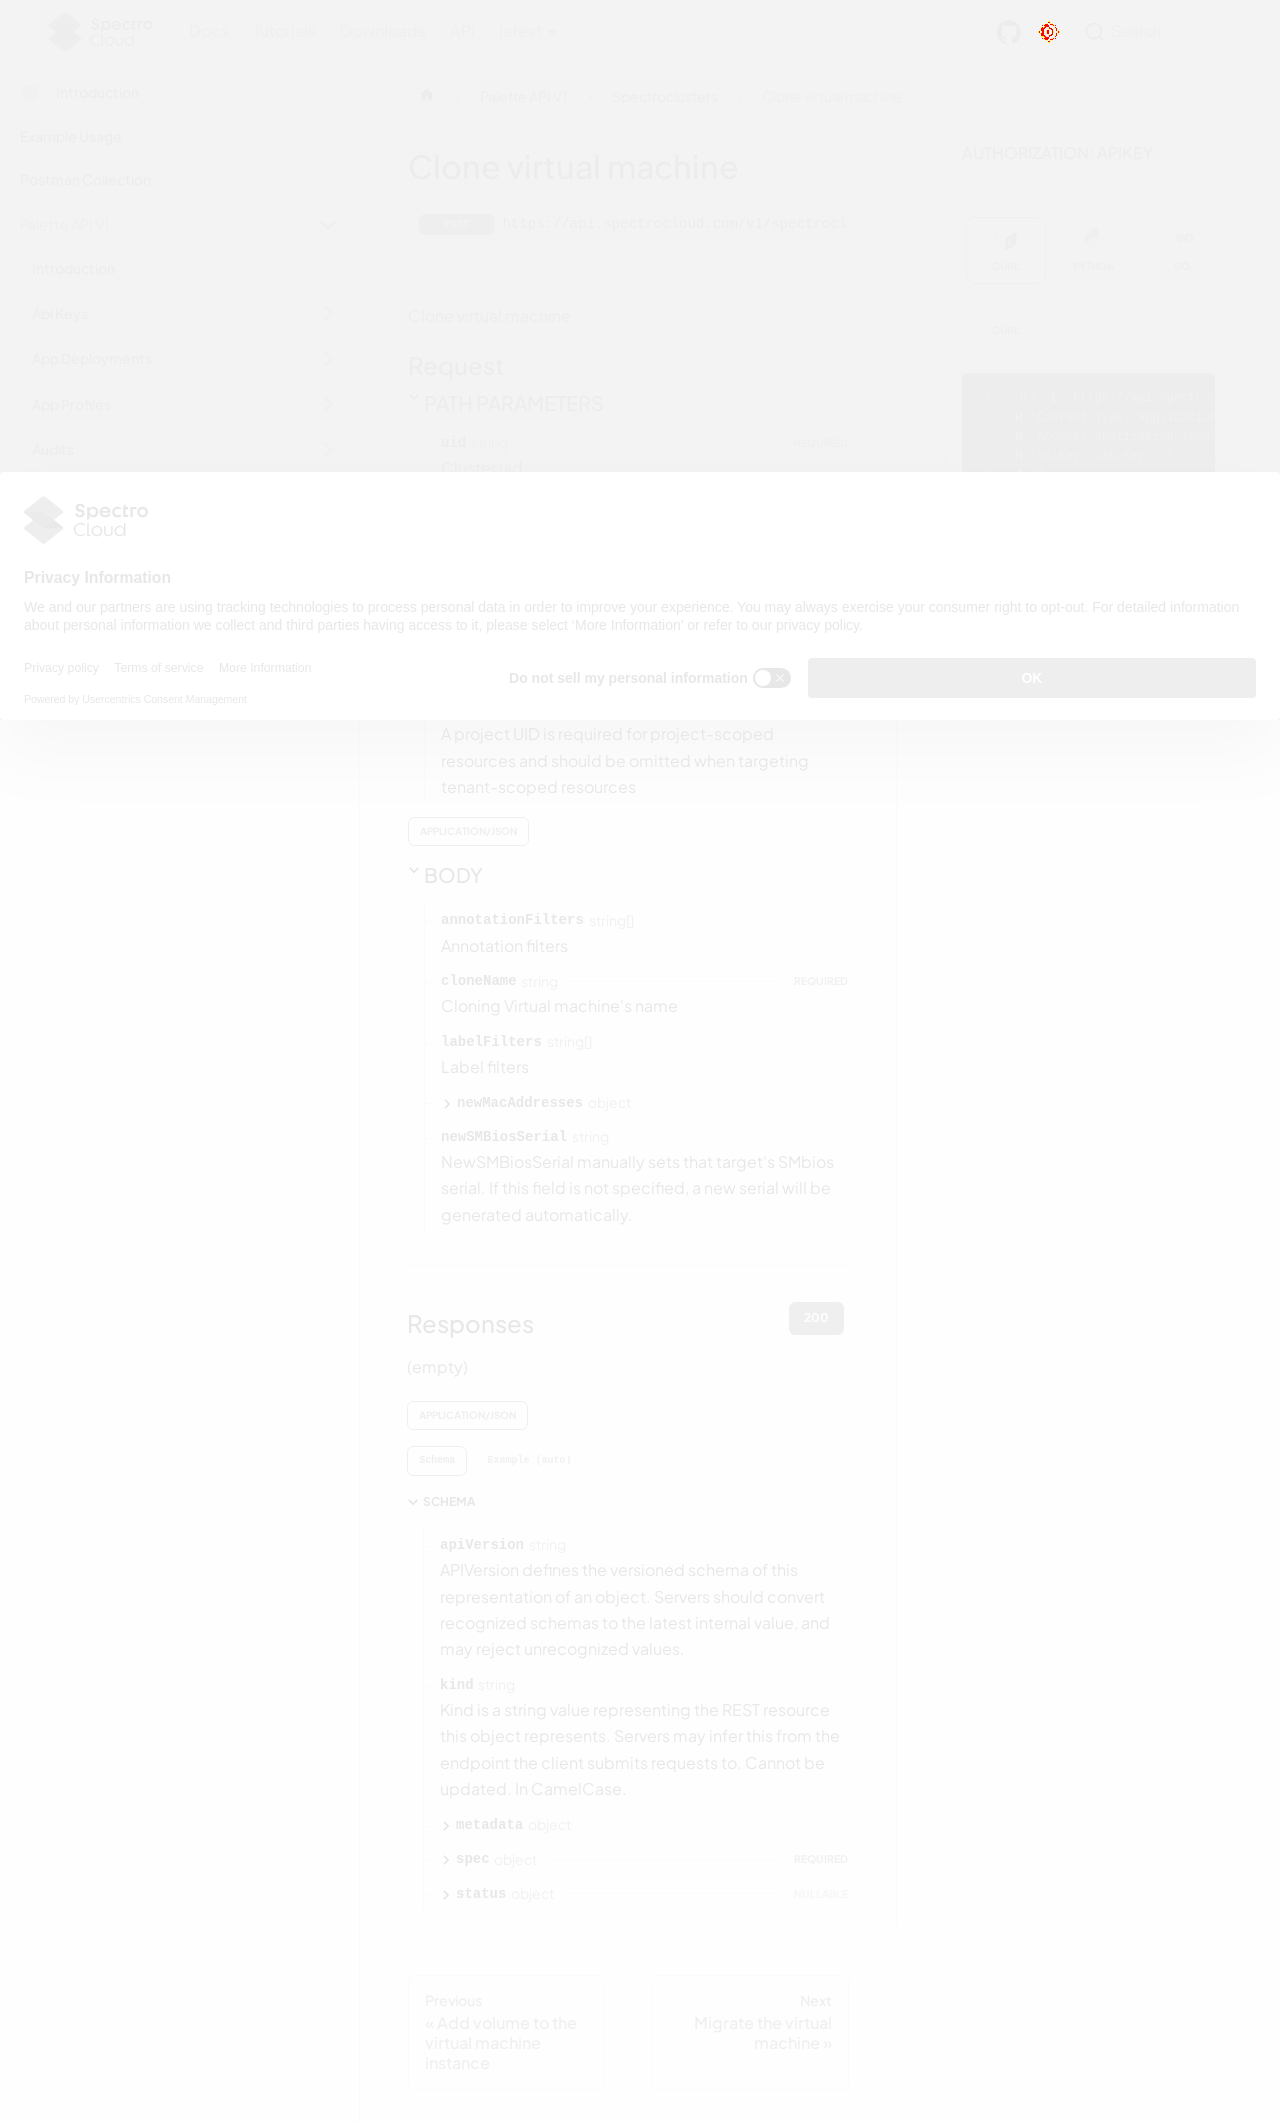 Spectro
Cloud
Docs Tutorials Downloads API latest
Search
Introduction
Example Usage
Postman Collection
Palette API V1
Introduction
Api Keys
App Deployments
App Profiles
Audits
Palette API V1
Spectroclusters
Clone virtual machine
Clone virtual machine
POST https://api.spectrocloud.com/v1/spectrocl
Clone virtual machine
Request
PATH PARAMETERS
uid string REQUIRED
Cluster uid
AUTHORIZATION: APIKEY
CURL PYTHON GO
CURL
Spectro
Cloud
Privacy Information
We and our partners are using tracking technologies to process personal data in order to improve your experience. You may always exercise your consumer right to opt-out. For detailed information
about personal information we collect and third parties having access to it, please select ‘More Information’ or refer to our privacy policy.
Privacy policy Terms of service More Information
Powered by Usercentrics Consent Management
Do not sell my personal information
OK
A project UID is required for project-scoped
resources and should be omitted when targeting
tenant-scoped resources
APPLICATION/JSON
BODY
annotationFilters string[]
Annotation filters
cloneName string REQUIRED
Cloning Virtual machine's name
labelFilters string[]
Label filters
newMacAddresses object
newSMBiosSerial string
NewSMBiosSerial manually sets that target's SMbios
serial. If this field is not specified, a new serial will be
generated automatically.
Responses
200
(empty)
APPLICATION/JSON
Schema Example (auto)
SCHEMA
apiVersion string
APIVersion defines the versioned schema of this
representation of an object. Servers should convert
recognized schemas to the latest internal value, and
may reject unrecognized values.
kind string
Kind is a string value representing the REST resource
this object represents. Servers may infer this from the
endpoint the client submits requests to. Cannot be
updated. In CamelCase.
metadata object
spec object REQUIRED
status object NULLABLE
Previous
« Add volume to the
virtual machine
instance
Next
Migrate the virtual
machine »